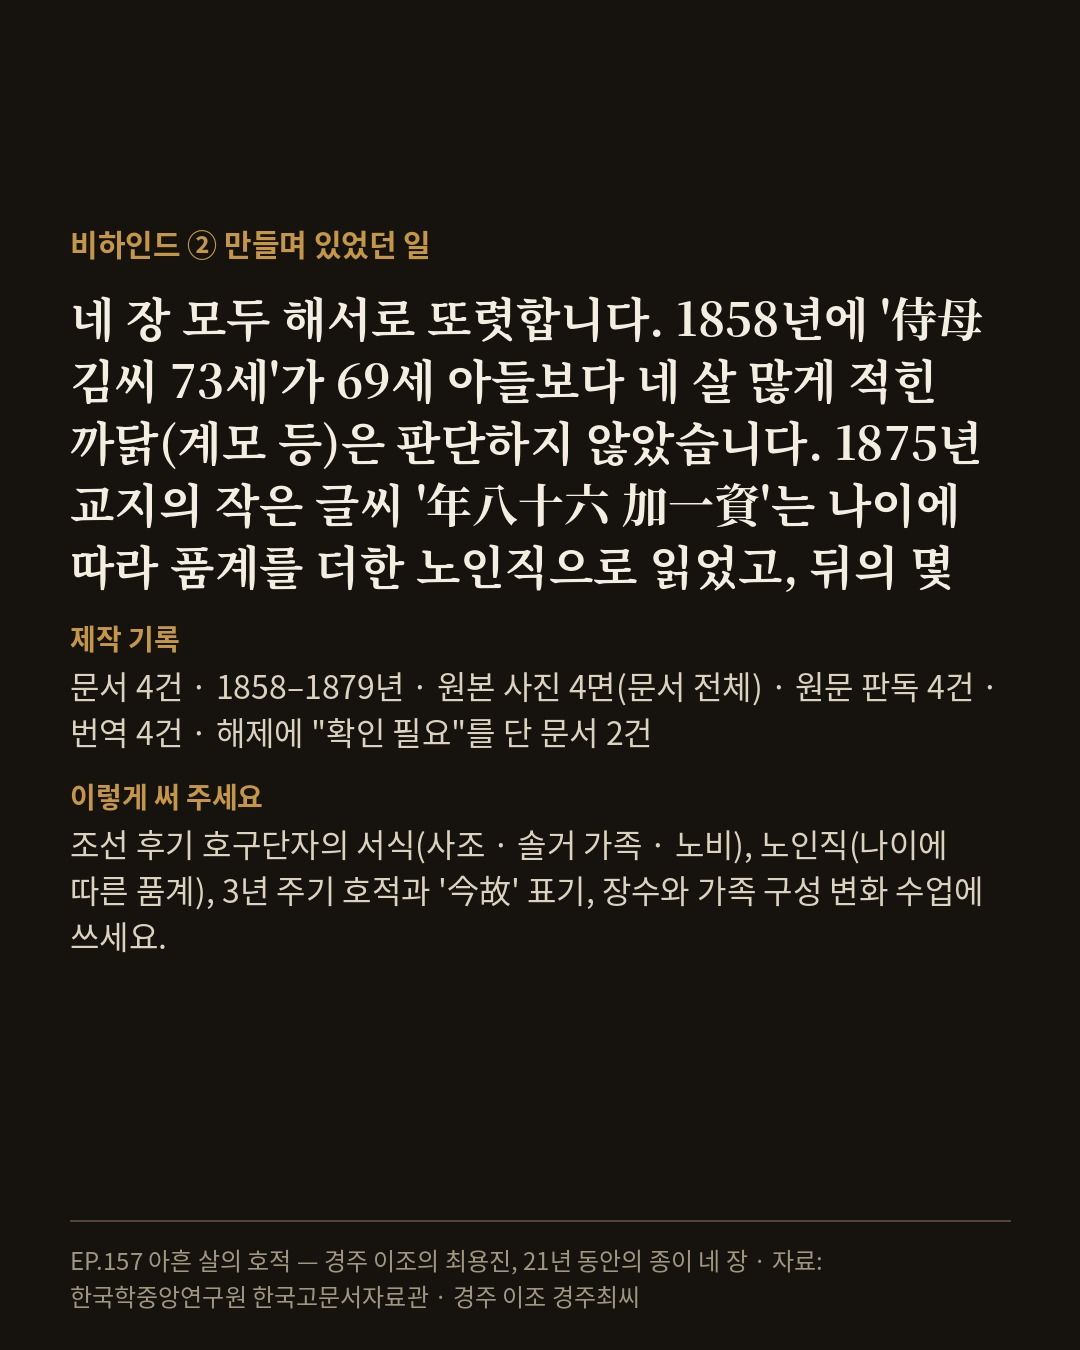 비하인드 ② 만들며 있었던 일
네 장 모두 해서로 또렷합니다. 1858년에 '侍母
김씨 73세'가 69세 아들보다 네 살 많게 적힌
까닭(계모 등)은 판단하지 않았습니다. 1875년
교지의 작은 글씨 '年八十六 加一資'는 나이에
따라 품계를 더한 노인직으로 읽었고, 뒤의 몇
제작 기록
문서 4건 · 1858–1879년 · 원본 사진 4면(문서 전체) · 원문 판독 4건 ·
번역 4건 · 해제에 "확인 필요"를 단 문서 2건
이렇게 써 주세요
조선 후기 호구단자의 서식(사조 · 솔거 가족 · 노비), 노인직(나이에
따른 품계), 3년 주기 호적과 '今故' 표기, 장수와 가족 구성 변화 수업에
쓰세요.
EP.157 아흔 살의 호적 — 경주 이조의 최용진, 21년 동안의 종이 네 장 · 자료:
한국학중앙연구원 한국고문서자료관 · 경주 이조 경주최씨